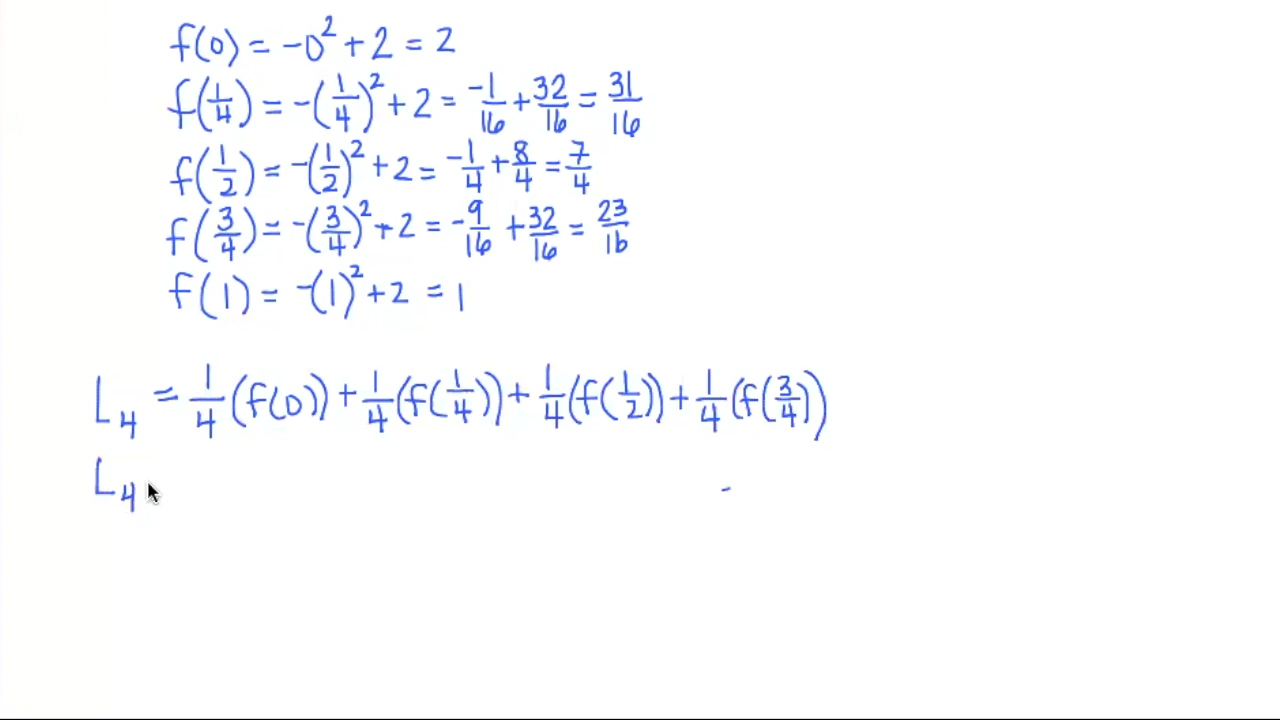 f(0) = -0² + 2 = 2
f(1/4) = -(1/4)² + 2 = -1/16 + 32/16 = 31/16
f(1/2) = -(1/2)² + 2 = -1/4 + 8/4 = 7/4
f(3/4) = -(3/4)² + 2 = -9/16 + 32/16 = 23/16
f(1) = -(1)² + 2 = 1
L₄ = 1/4(f(0)) + 1/4(f(1/4)) + 1/4(f(1/2)) + 1/4(f(3/4))
L₄